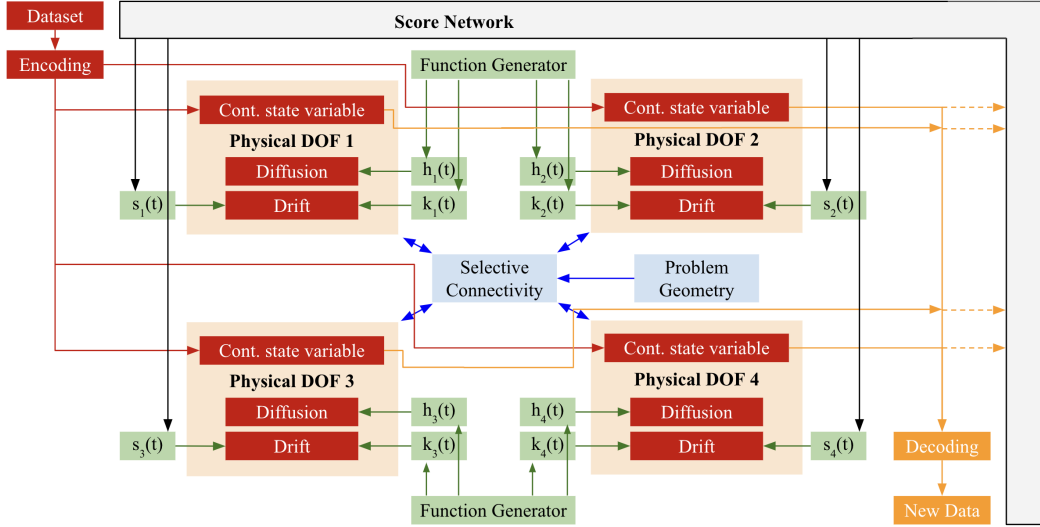 Dataset
Score Network
Encoding
Function Generator
Cont. state variable
Physical DOF 1
Diffusion
Drift
s₁(t)
h₁(t)
k₁(t)
Cont. state variable
Physical DOF 2
h₂(t)
k₂(t)
Diffusion
Drift
s₂(t)
Selective
Connectivity
Problem
Geometry
Cont. state variable
Physical DOF 3
Diffusion
Drift
s₃(t)
h₃(t)
k₃(t)
Cont. state variable
Physical DOF 4
h₄(t)
k₄(t)
Diffusion
Drift
s₄(t)
Function Generator
Decoding
New Data